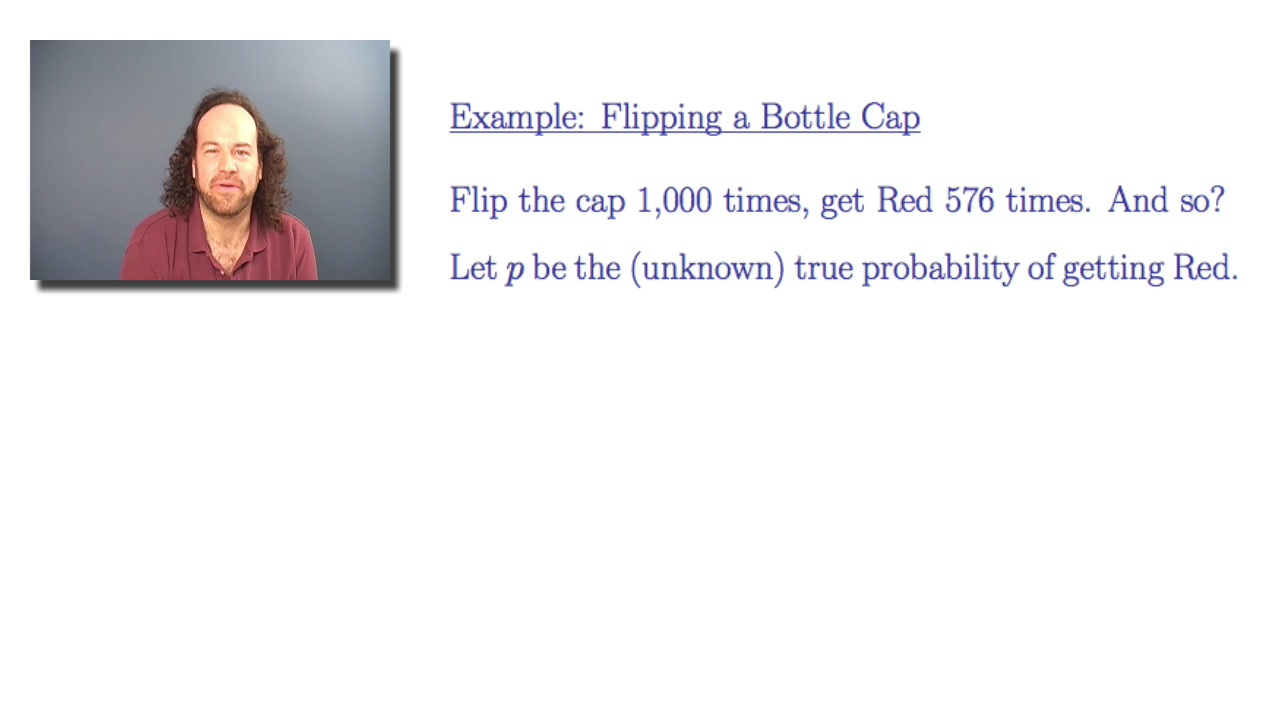 Example: Flipping a Bottle Cap
Flip the cap 1,000 times, get Red 576 times. And so?
Let p be the (unknown) true probability of getting Red.